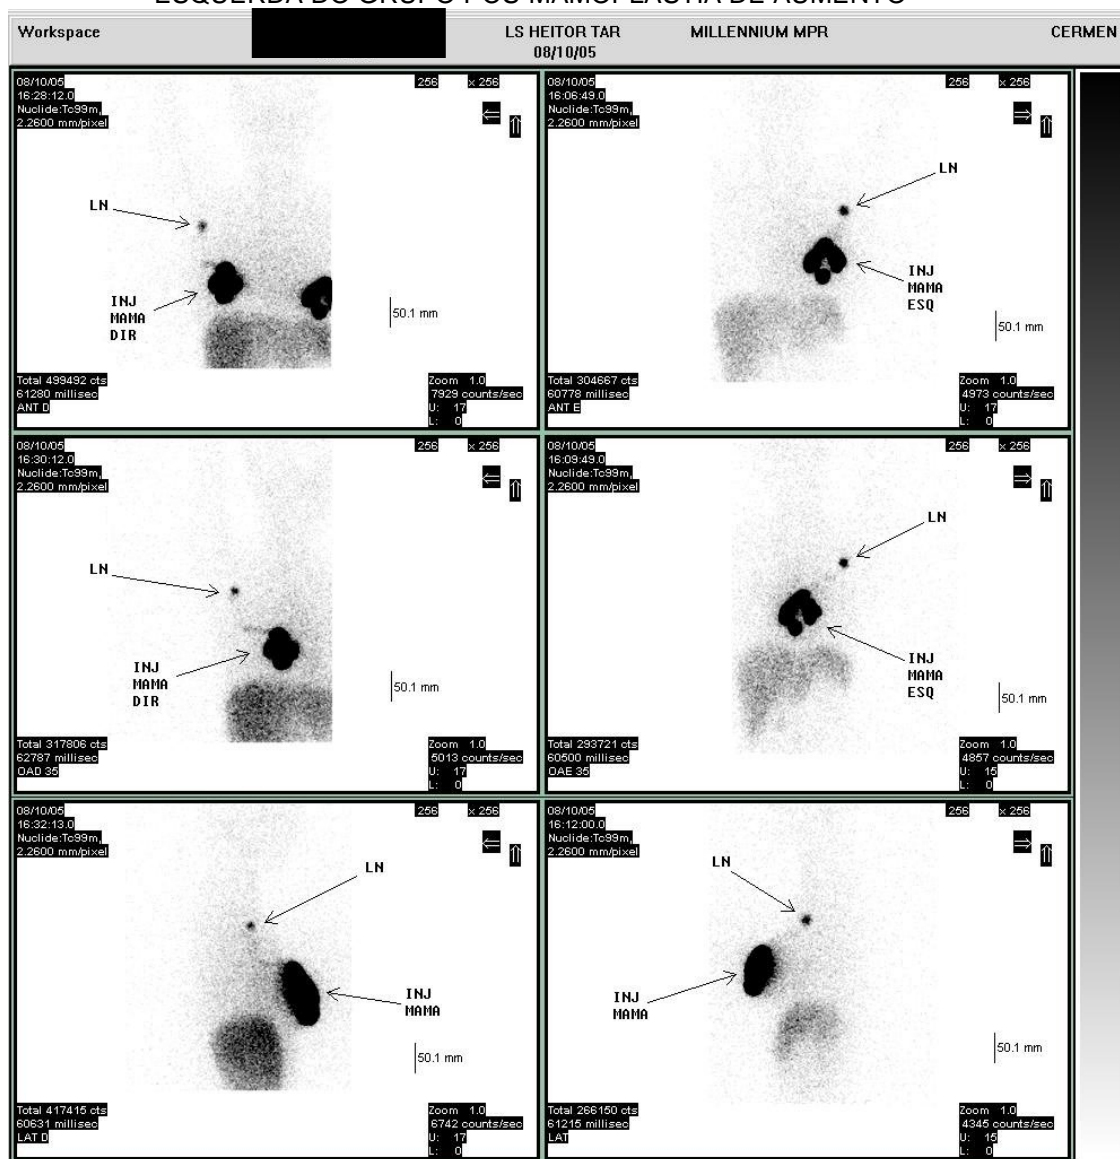 ESQUERDA DO GRUPO PÓS MAMOPLASTIA DE AUMENTO
Workspace LS HEITOR TAR MILLENNIUM MPR CERMEN
08/10/05
08/10/05 256 x 256
16:28:12.0
Nuclide:Tc99m,
2.2600 mm/pixel
LN
INJ
MAMA
DIR
50.1 mm
Total 499492 cts Zoom 1.0
61280 millisec 7929 counts/sec
ANT D U: 17
L: 0
08/10/05 256 x 256
16:06:49.0
Nuclide:Tc99m,
2.2600 mm/pixel
LN
INJ
MAMA
ESQ
50.1 mm
Total 304667 cts Zoom 1.0
60778 millisec 4973 counts/sec
ANT E U: 17
L: 0
08/10/05 256 x 256
16:30:12.0
Nuclide:Tc99m,
2.2600 mm/pixel
LN
INJ
MAMA
DIR
50.1 mm
Total 317806 cts Zoom 1.0
62787 millisec 5013 counts/sec
OAD 35 U: 17
L: 0
08/10/05 256 x 256
16:09:49.0
Nuclide:Tc99m,
2.2600 mm/pixel
LN
INJ
MAMA
ESQ
50.1 mm
Total 293721 cts Zoom 1.0
60500 millisec 4857 counts/sec
OAE 35 U: 15
L: 0
08/10/05 256 x 256
16:32:13.0
Nuclide:Tc99m,
2.2600 mm/pixel
LN
INJ
MAMA
50.1 mm
Total 417415 cts Zoom 1.0
60631 millisec 6742 counts/sec
LAT D U: 17
L: 0
08/10/05 256 x 256
16:12:00.0
Nuclide:Tc99m,
2.2600 mm/pixel
LN
INJ
MAMA
50.1 mm
Total 266150 cts Zoom 1.0
61215 millisec 4345 counts/sec
LAT U: 15
L: 0